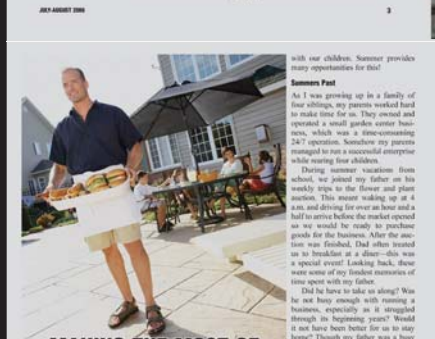 JULY-AUGUST 2008
3
with our children. Summer provides
many opportunities for this!
Summers Past
As I was growing up in a family of
four siblings, my parents worked hard
to make time for us. They owned and
operated a small garden center busi-
ness, which was a time-consuming
24/7 operation. Somehow my parents
managed to run a successful enterprise
while rearing four children.
During summer vacations from
school, we joined my father on his
weekly trips to the flower and plant
auction. This meant waking up at 4
a.m. and driving for over an hour and a
half to arrive before the market opened
so we would be ready to purchase
goods for the business. After the auc-
tion was finished, Dad often treated
us to breakfast at a diner—this was
a special event! Looking back, these
were some of my fondest memories of
time spent with my father.
Did he have to take us along? Was
he not busy enough with running a
business, especially as it struggled
through its beginning years? Would
it not have been better for us to stay
home? Though my father was a busy
MAKING THE MOST OF